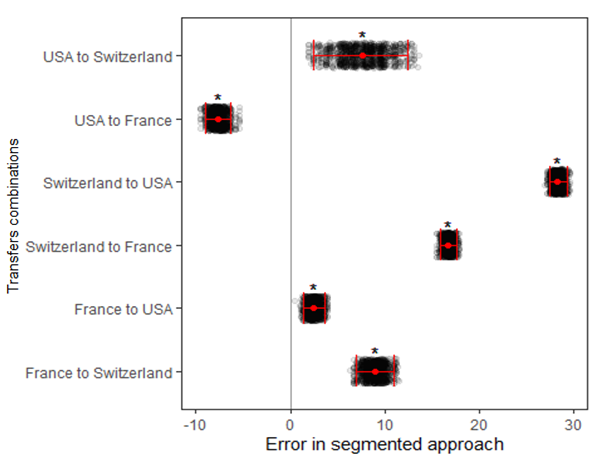 USA to Switzerland
*
USA to France
*
Switzerland to USA
*
Switzerland to France
*
France to USA
*
France to Switzerland
*
Transfers combinations
-10 0 10 20 30
Error in segmented approach